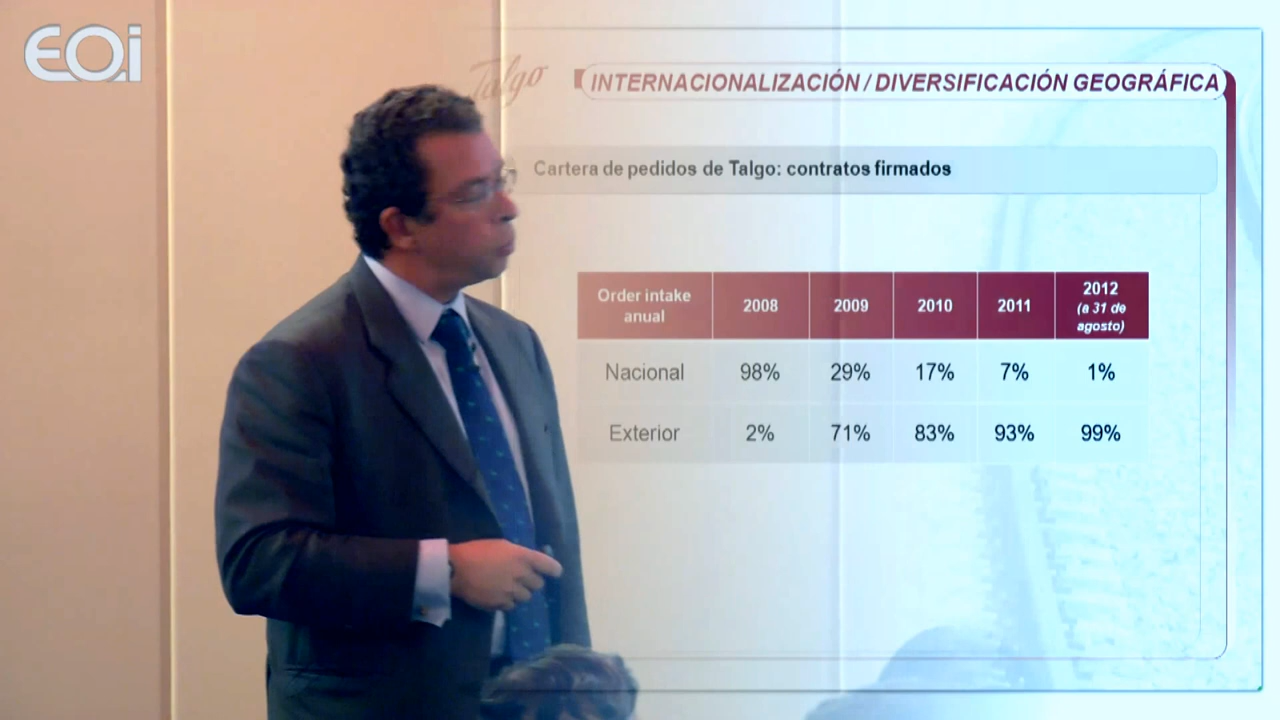 EOi
Talgo
INTERNACIONALIZACIÓN / DIVERSIFICACIÓN GEOGRÁFICA
Cartera de pedidos de Talgo: contratos firmados
Order intake anual 2008 2009 2010 2011 2012 (a 31 de agosto)
Nacional 98% 29% 17% 7% 1%
Exterior 2% 71% 83% 93% 99%